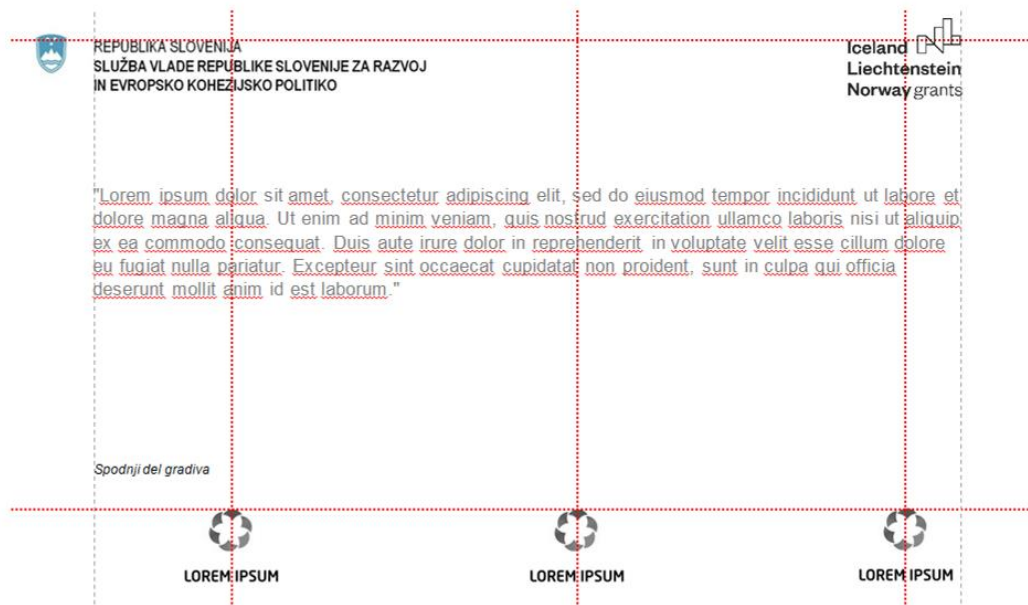 REPUBLIKA SLOVENIJA
SLUŽBA VLADE REPUBLIKE SLOVENIJE ZA RAZVOJ
IN EVROPSKO KOHEZIJSKO POLITIKO
Iceland
Liechtenstein
Norway grants
"Lorem ipsum dolor sit amet, consectetur adipiscing elit, sed do eiusmod tempor incididunt ut labore et
dolore magna aliqua. Ut enim ad minim veniam, quis nostrud exercitation ullamco laboris nisi ut aliquip
ex ea commodo consequat. Duis aute irure dolor in reprehenderit in voluptate velit esse cillum dolore
eu fugiat nulla pariatur. Excepteur sint occaecat cupidatat non proident, sunt in culpa qui officia
deserunt mollit anim id est laborum."
Spodnji del gradiva
LOREM IPSUM
LOREM IPSUM
LOREM IPSUM